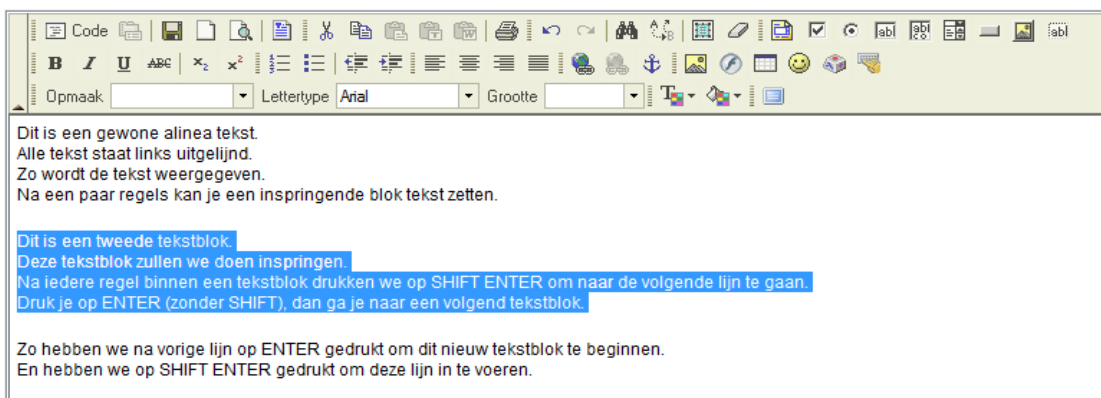 Code
B I U ABC x₂ x²
Opmaak Lettertype Arial Grootte
Dit is een gewone alinea tekst.
Alle tekst staat links uitgelijnd.
Zo wordt de tekst weergegeven.
Na een paar regels kan je een inspringende blok tekst zetten.
Dit is een tweede tekstblok.
Deze tekstblok zullen we doen inspringen.
Na iedere regel binnen een tekstblok drukken we op SHIFT ENTER om naar de volgende lijn te gaan.
Druk je op ENTER (zonder SHIFT), dan ga je naar een volgend tekstblok.
Zo hebben we na vorige lijn op ENTER gedrukt om dit nieuw tekstblok te beginnen.
En hebben we op SHIFT ENTER gedrukt om deze lijn in te voeren.